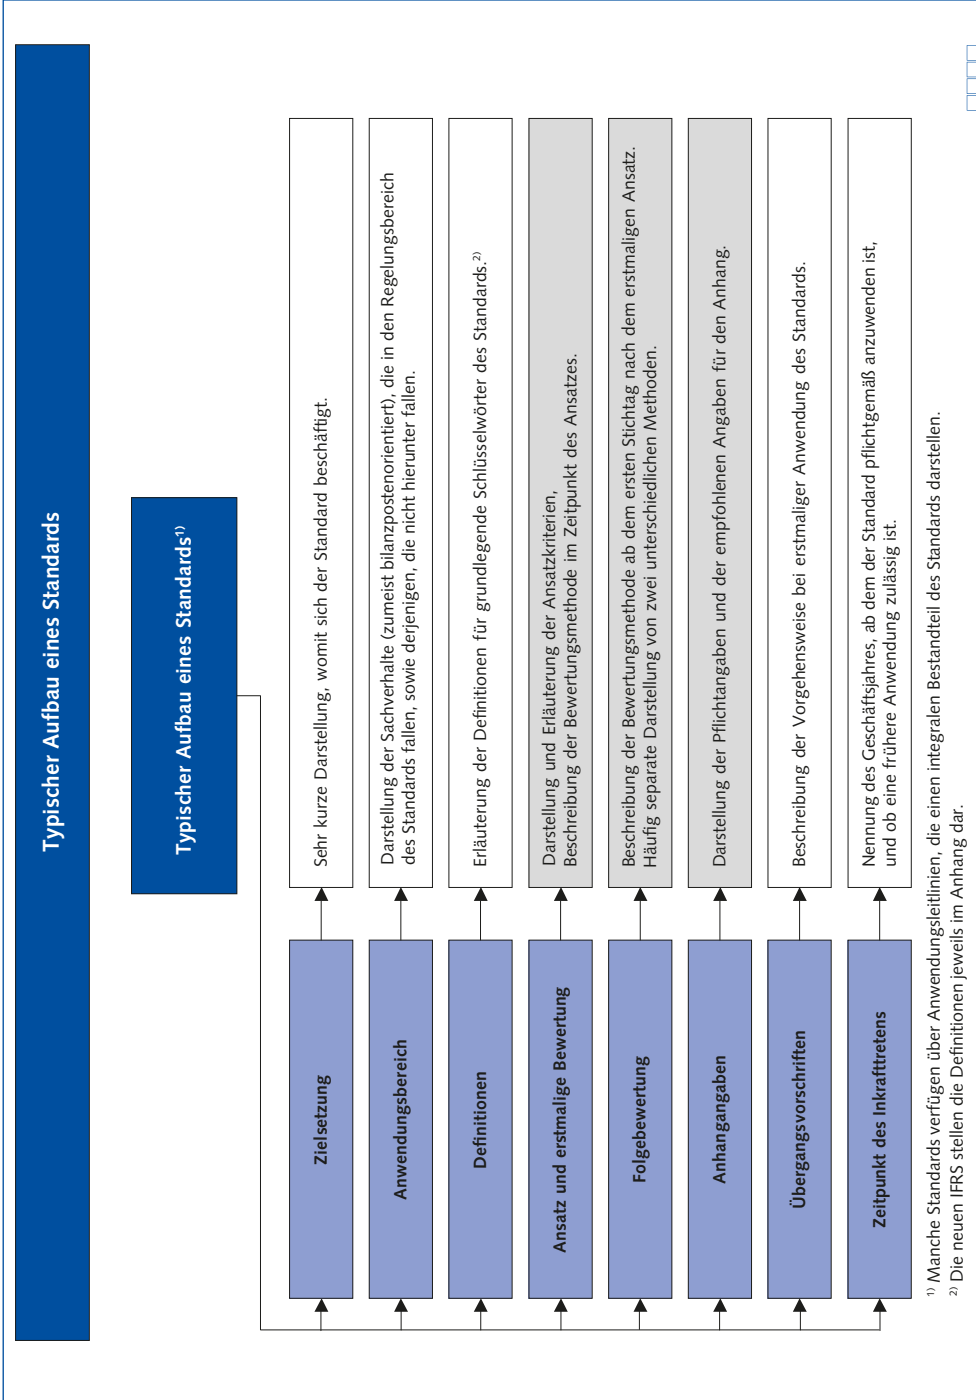 Typischer Aufbau eines Standards
Typischer Aufbau eines Standards¹⁾
Zielsetzung
Sehr kurze Darstellung, womit sich der Standard beschäftigt.
Anwendungsbereich
Darstellung der Sachverhalte (zumeist bilanzpostenorientiert), die in den Regelungsbereich
des Standards fallen, sowie derjenigen, die nicht hierunter fallen.
Definitionen
Erläuterung der Definitionen für grundlegende Schlüsselwörter des Standards.²⁾
Ansatz und erstmalige Bewertung
Darstellung und Erläuterung der Ansatzkriterien,
Beschreibung der Bewertungsmethode im Zeitpunkt des Ansatzes.
Folgebewertung
Beschreibung der Bewertungsmethode ab dem ersten Stichtag nach dem erstmaligen Ansatz.
Häufig separate Darstellung von zwei unterschiedlichen Methoden.
Anhangangaben
Darstellung der Pflichtangaben und der empfohlenen Angaben für den Anhang.
Übergangsvorschriften
Beschreibung der Vorgehensweise bei erstmaliger Anwendung des Standards.
Zeitpunkt des Inkrafttretens
Nennung des Geschäftsjahres, ab dem der Standard pflichtgemäß anzuwenden ist,
und ob eine frühere Anwendung zulässig ist.
¹⁾ Manche Standards verfügen über Anwendungsleitlinien, die einen integralen Bestandteil des Standards darstellen.
²⁾ Die neuen IFRS stellen die Definitionen jeweils im Anhang dar.